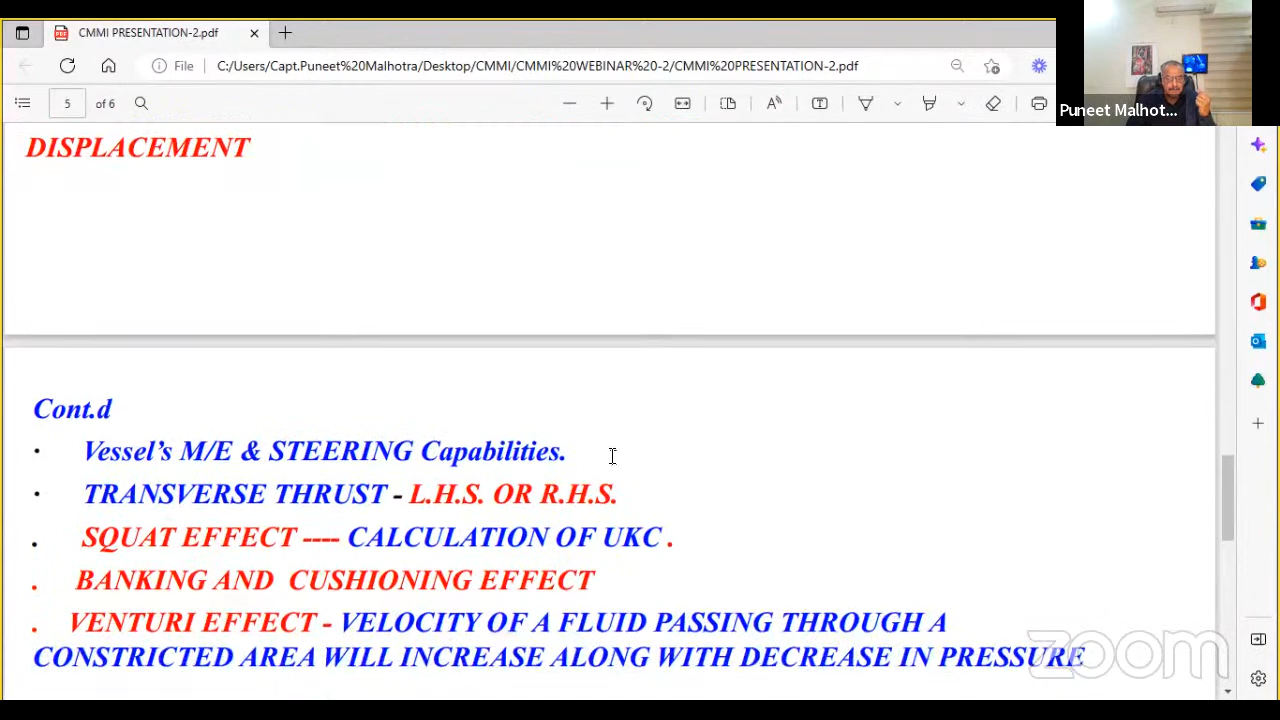 CMMI PRESENTATION-2.pdf
File C:/Users/Capt.Puneet%20Malhotra/Desktop/CMMI/CMMI%20WEBINAR%20-2/CMMI%20PRESENTATION-2.pdf
5 of 6
Puneet Malhot...
DISPLACEMENT
Cont.d
· Vessel's M/E & STEERING Capabilities.
· TRANSVERSE THRUST - L.H.S. OR R.H.S.
. SQUAT EFFECT ---- CALCULATION OF UKC .
. BANKING AND CUSHIONING EFFECT
. VENTURI EFFECT - VELOCITY OF A FLUID PASSING THROUGH A
CONSTRICTED AREA WILL INCREASE ALONG WITH DECREASE IN PRESSURE
zoom